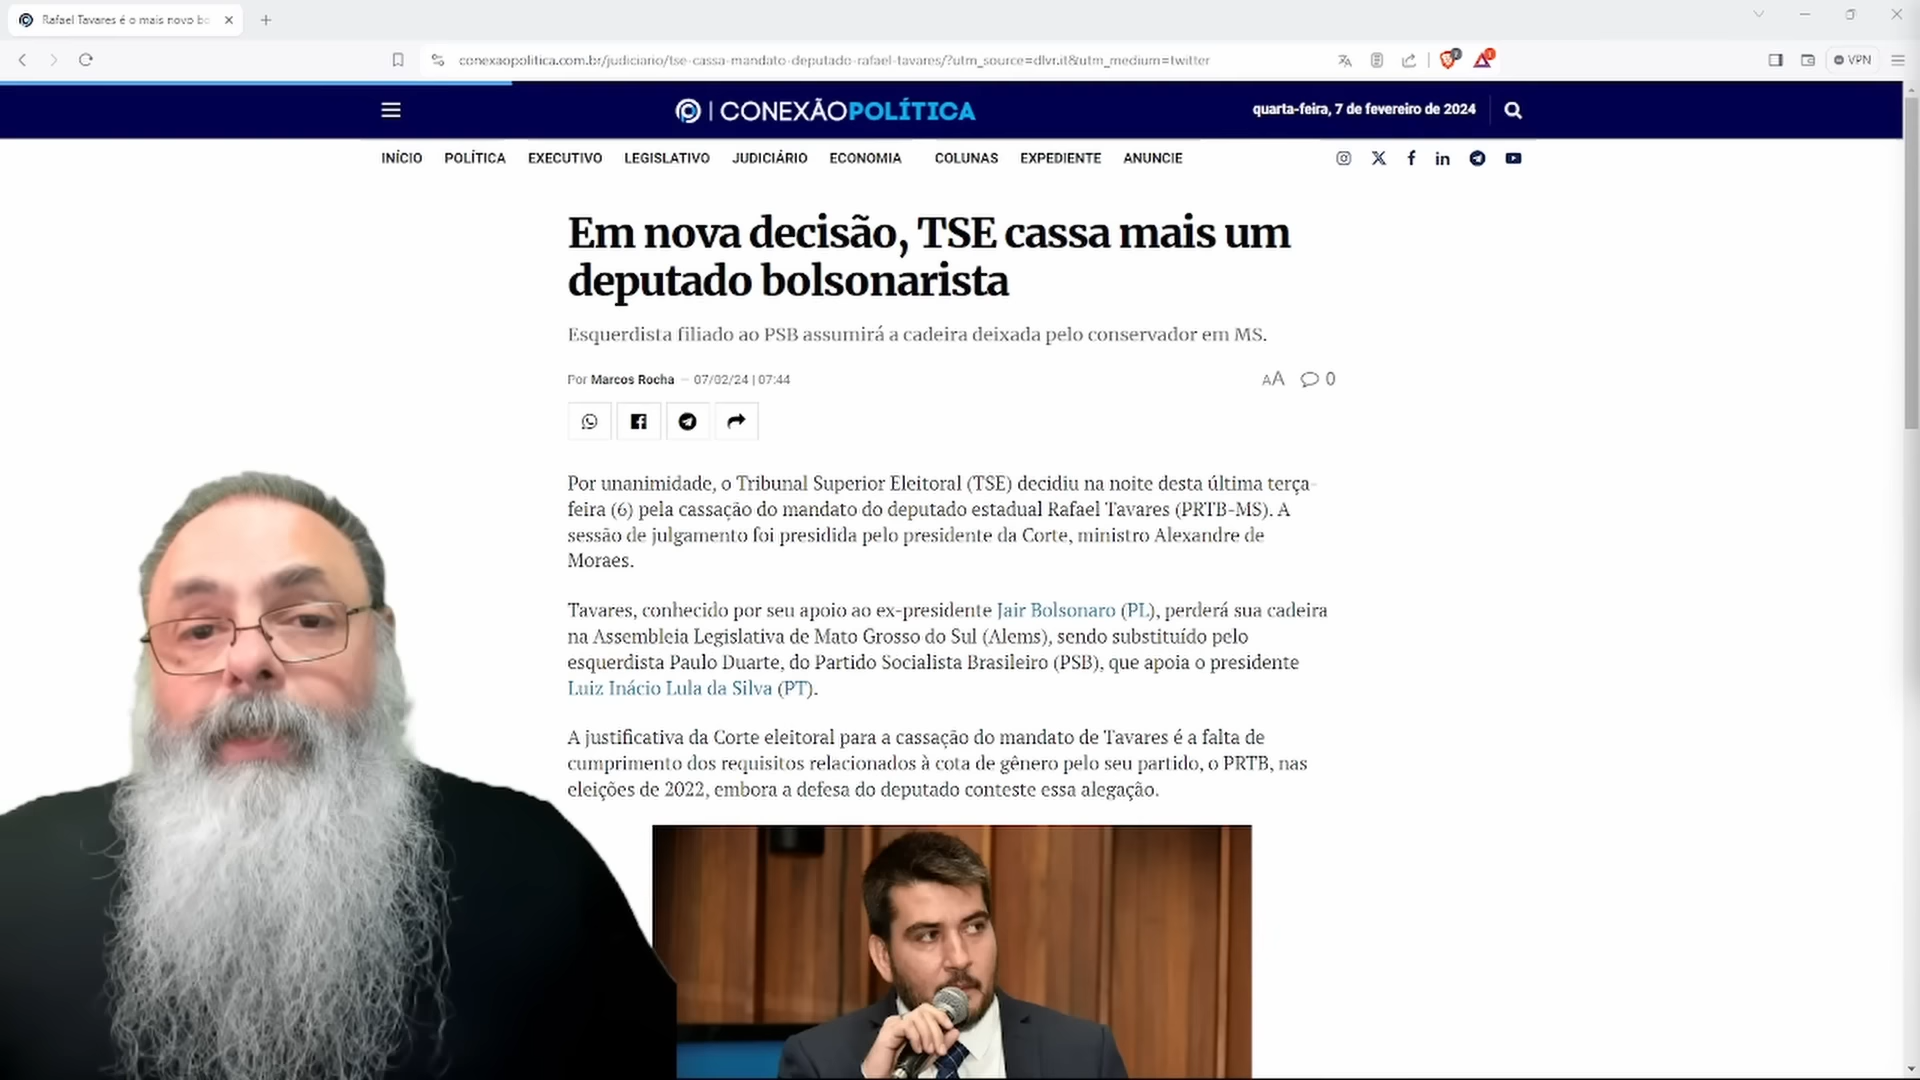 Rafael Tavares é o mais novo bo
conexaopolitica.com.br/judiciario/tse-cassa-mandato-deputado-rafael-tavares/?utm_source=dlvr.it&utm_medium=twitter
VPN
| CONEXÃOPOLÍTICA
quarta-feira, 7 de fevereiro de 2024
INÍCIO POLÍTICA EXECUTIVO LEGISLATIVO JUDICIÁRIO ECONOMIA COLUNAS EXPEDIENTE ANUNCIE
Em nova decisão, TSE cassa mais um
deputado bolsonarista
Esquerdista filiado ao PSB assumirá a cadeira deixada pelo conservador em MS.
Por Marcos Rocha — 07/02/24 | 07:44
AA 0
Por unanimidade, o Tribunal Superior Eleitoral (TSE) decidiu na noite desta última terça-
feira (6) pela cassação do mandato do deputado estadual Rafael Tavares (PRTB-MS). A
sessão de julgamento foi presidida pelo presidente da Corte, ministro Alexandre de
Moraes.
Tavares, conhecido por seu apoio ao ex-presidente Jair Bolsonaro (PL), perderá sua cadeira
na Assembleia Legislativa de Mato Grosso do Sul (Alems), sendo substituído pelo
esquerdista Paulo Duarte, do Partido Socialista Brasileiro (PSB), que apoia o presidente
Luiz Inácio Lula da Silva (PT).
A justificativa da Corte eleitoral para a cassação do mandato de Tavares é a falta de
cumprimento dos requisitos relacionados à cota de gênero pelo seu partido, o PRTB, nas
eleições de 2022, embora a defesa do deputado conteste essa alegação.